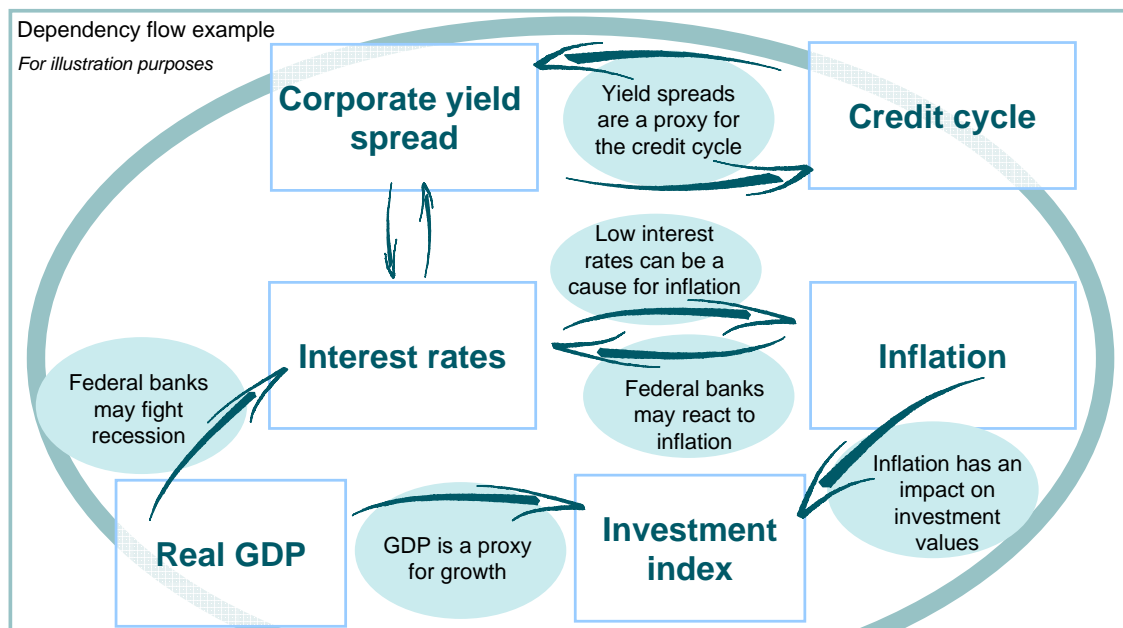 Dependency flow example
For illustration purposes
Corporate yield
spread
Yield spreads
are a proxy for
the credit cycle
Credit cycle
Low interest
rates can be a
cause for inflation
Interest rates
Inflation
Federal banks
may fight
recession
Federal banks
may react to
inflation
Inflation has an
impact on
investment
values
Real GDP
GDP is a proxy
for growth
Investment
index